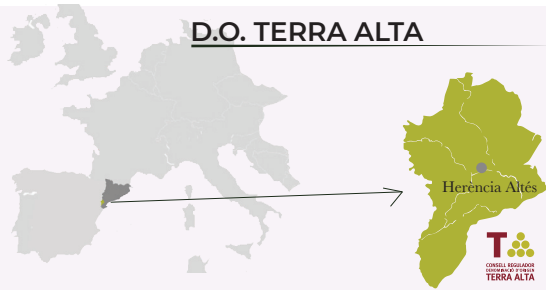 D.O. TERRA ALTA
Herència Altés
T
CONSELL REGULADOR
DENOMINACIÓ D'ORIGEN
TERRA ALTA